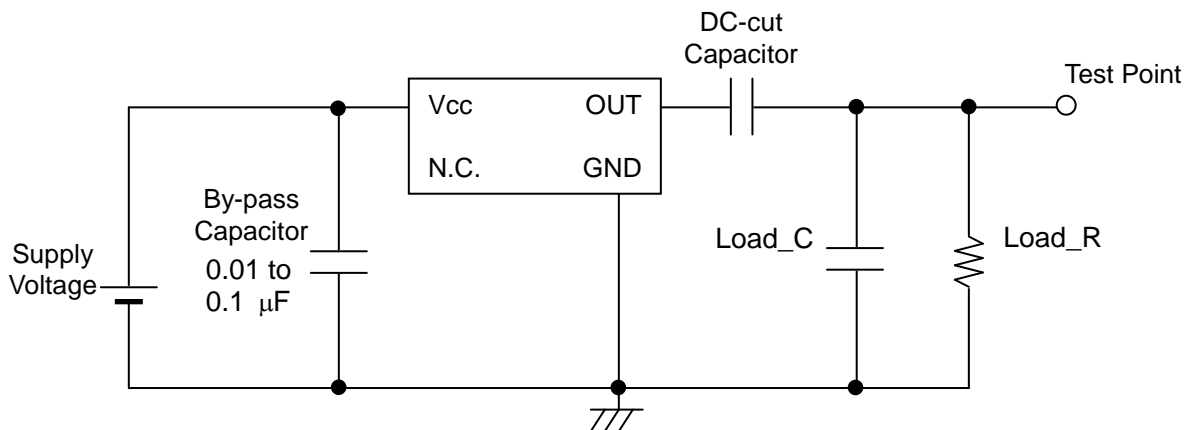 DC-cut
Capacitor
Test Point
Vcc
OUT
N.C.
GND
By-pass
Capacitor
0.01 to
0.1 μF
Supply
Voltage
Load_C
Load_R